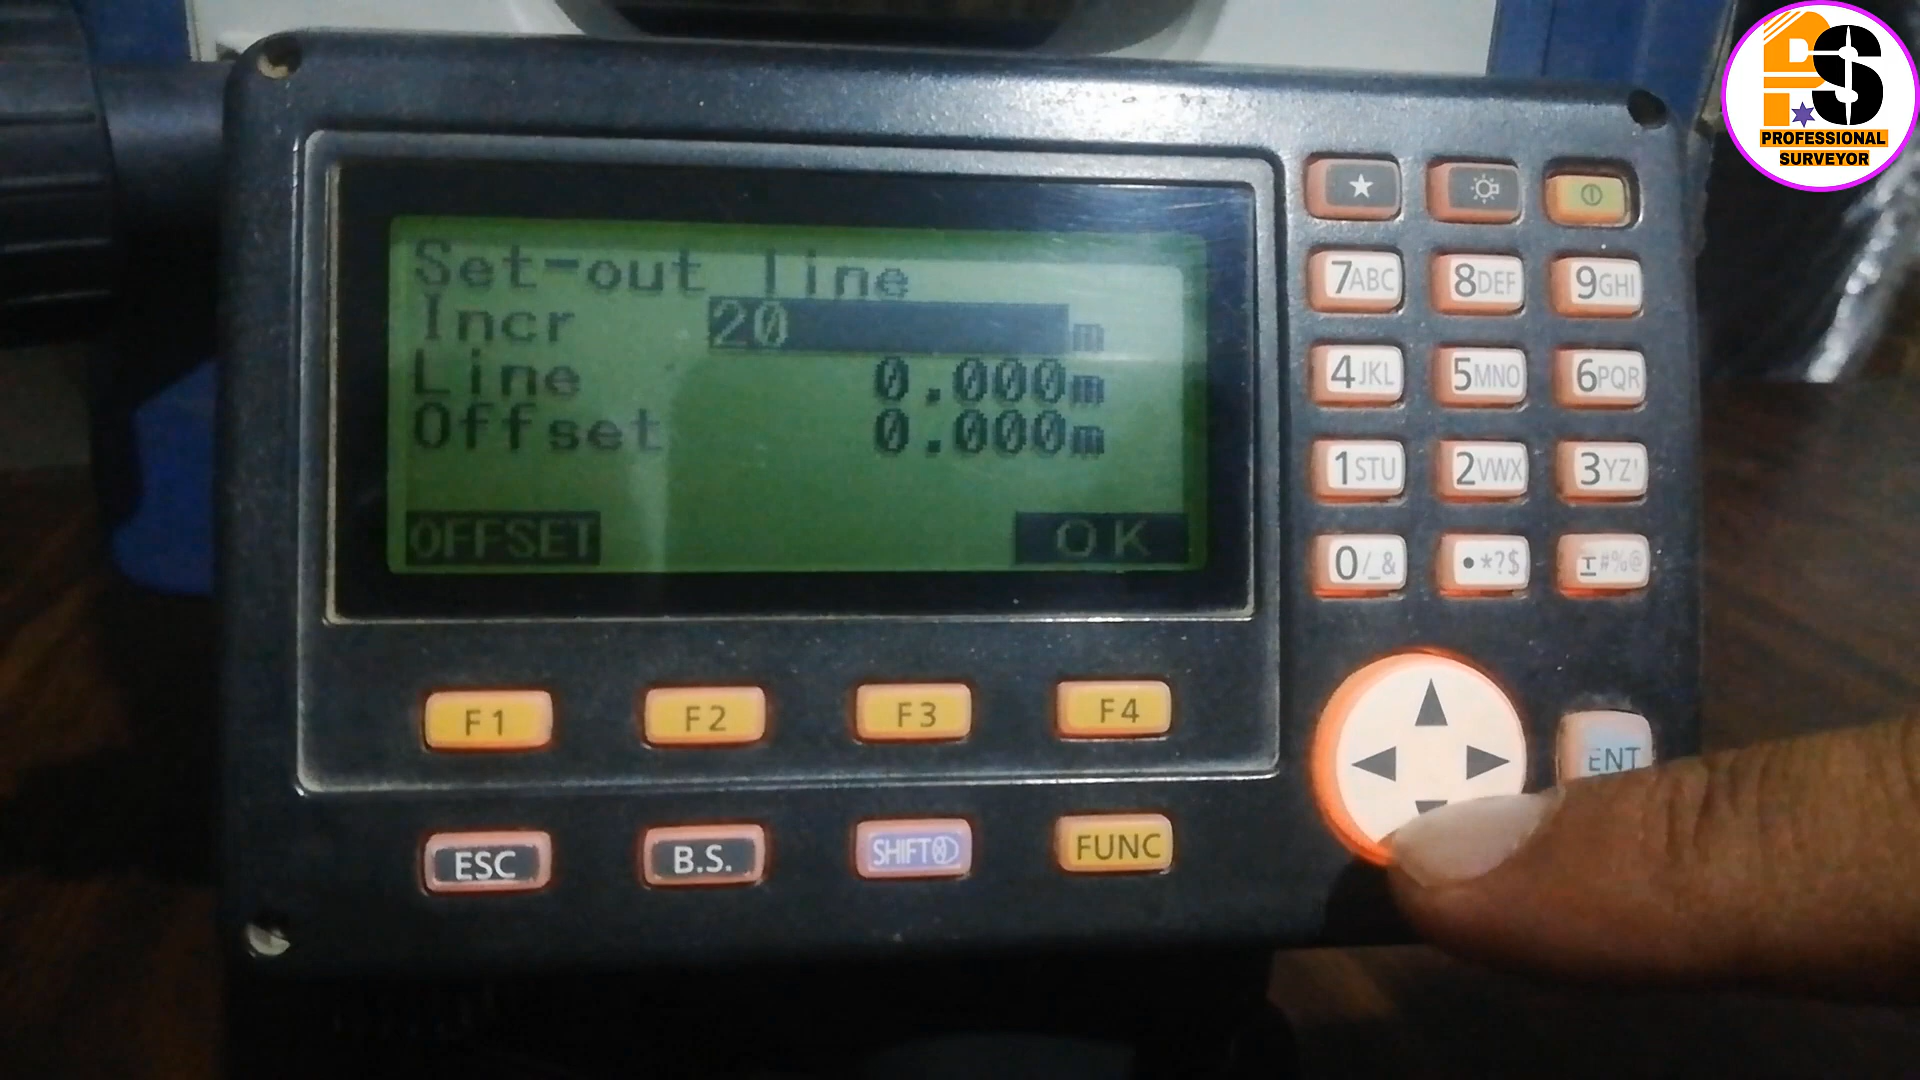 PS
PROFESSIONAL
SURVEYOR
Set-out line
Incr 20 m
Line 0.000m
Offset 0.000m
OFFSET OK
7ABC 8DEF 9GHI
4JKL 5MNO 6PQR
1STU 2VWX 3YZ'
0/_& •*?$ #%@
F1 F2 F3 F4
ENT
ESC B.S. SHIFT FUNC